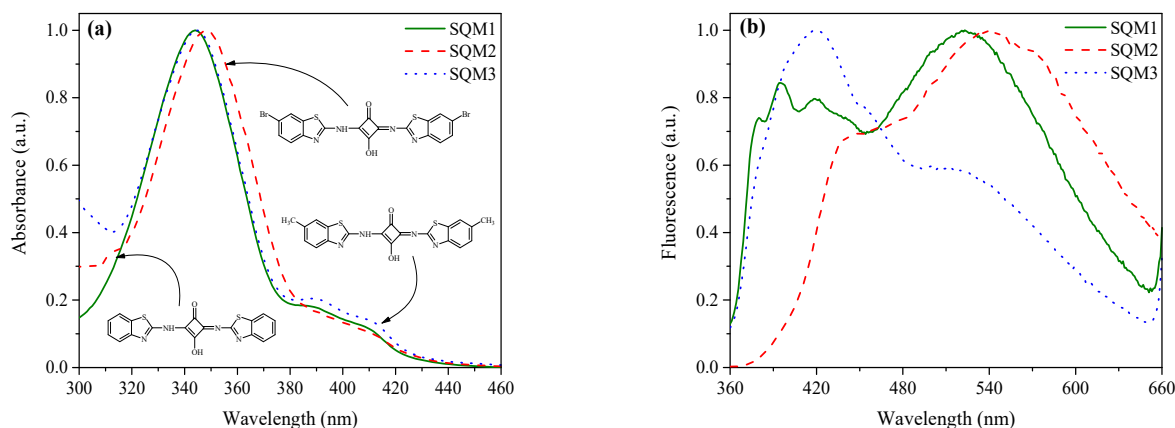 (a)
SQM1
SQM2
SQM3
Absorbance (a.u.)
1.0
0.8
0.6
0.4
0.2
0.0
300 320 340 360 380 400 420 440 460
Wavelength (nm)
O
Br S S Br
N NH N N
OH
O
H₃C S S CH₃
N NH N N
OH
O
S S
N NH N N
OH
(b)
SQM1
SQM2
SQM3
Fluorescence (a.u.)
1.0
0.8
0.6
0.4
0.2
0.0
360 420 480 540 600 660
Wavelength (nm)